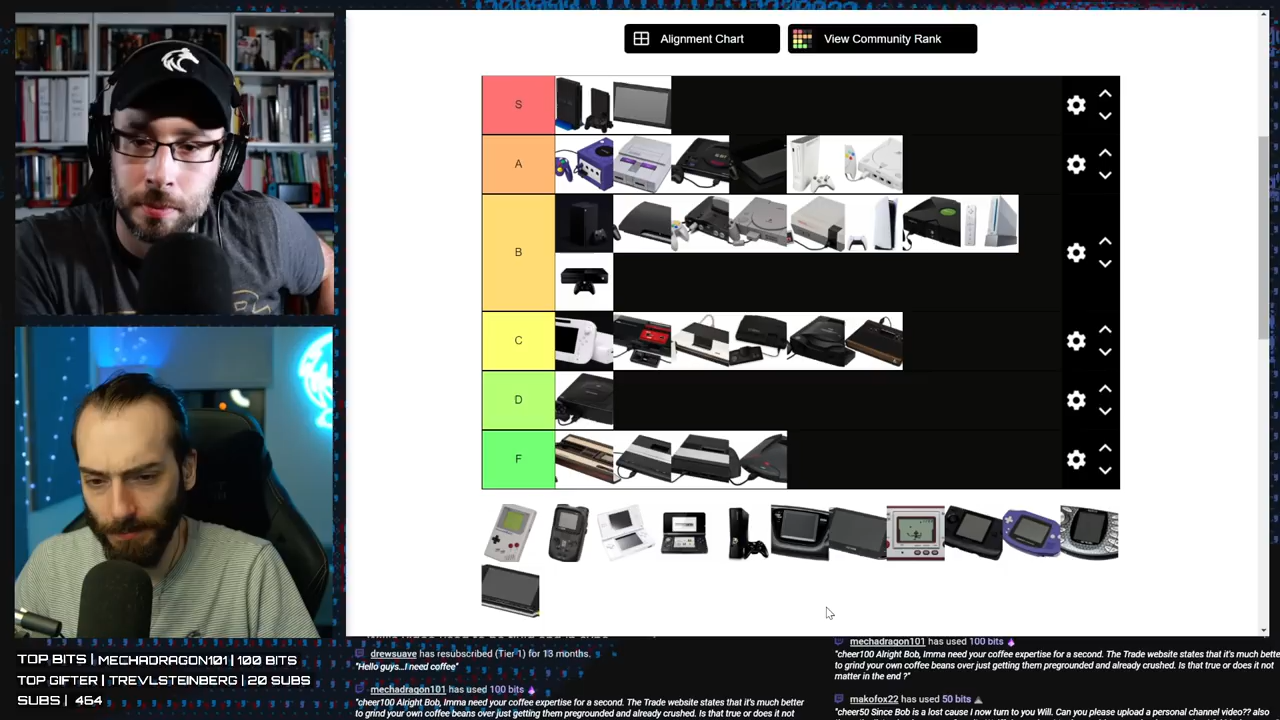 Alignment Chart
View Community Rank
S
A
B
C
D
F
TOP BITS | MECHADRAGON101 | 100 BITS
TOP GIFTER | TREVLSTEINBERG | 20 SUBS
SUBS | 464
drewsuave has resubscribed (Tier 1) for 13 months.
"Hello guys...I need coffee"
mechadragon101 has used 100 bits
"cheer100 Alright Bob, Imma need your coffee expertise for a second. The Trade website states that it's much better
to grind your own coffee beans over just getting them pregrounded and already crushed. Is that true or does it not
mechadragon101 has used 100 bits
"cheer100 Alright Bob, Imma need your coffee expertise for a second. The Trade website states that it's much bette
to grind your own coffee beans over just getting them pregrounded and already crushed. Is that true or does it not
matter in the end ?"
makofox22 has used 50 bits
"cheer50 Since Bob is a lost cause I now turn to you Will. Can you please upload a personal channel video?? also